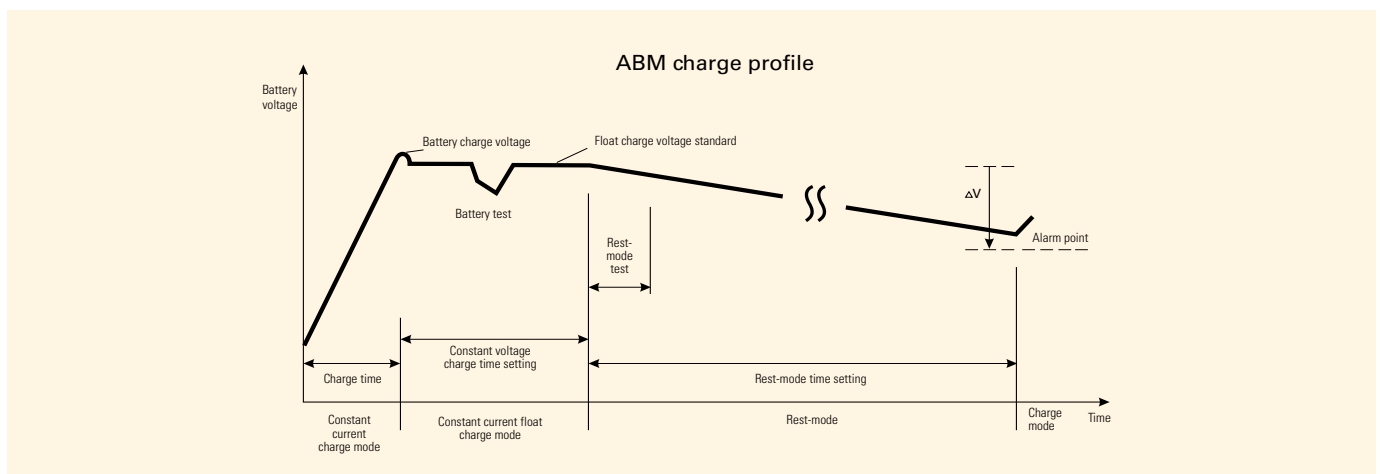 ABM charge profile
Battery
voltage
Battery charge voltage
Float charge voltage standard
Battery test
ΔV
Alarm point
Rest-
mode
test
Constant voltage
charge time setting
Charge time
Rest-mode time setting
Constant
current
charge mode
Constant current float
charge mode
Rest-mode
Charge
mode
Time